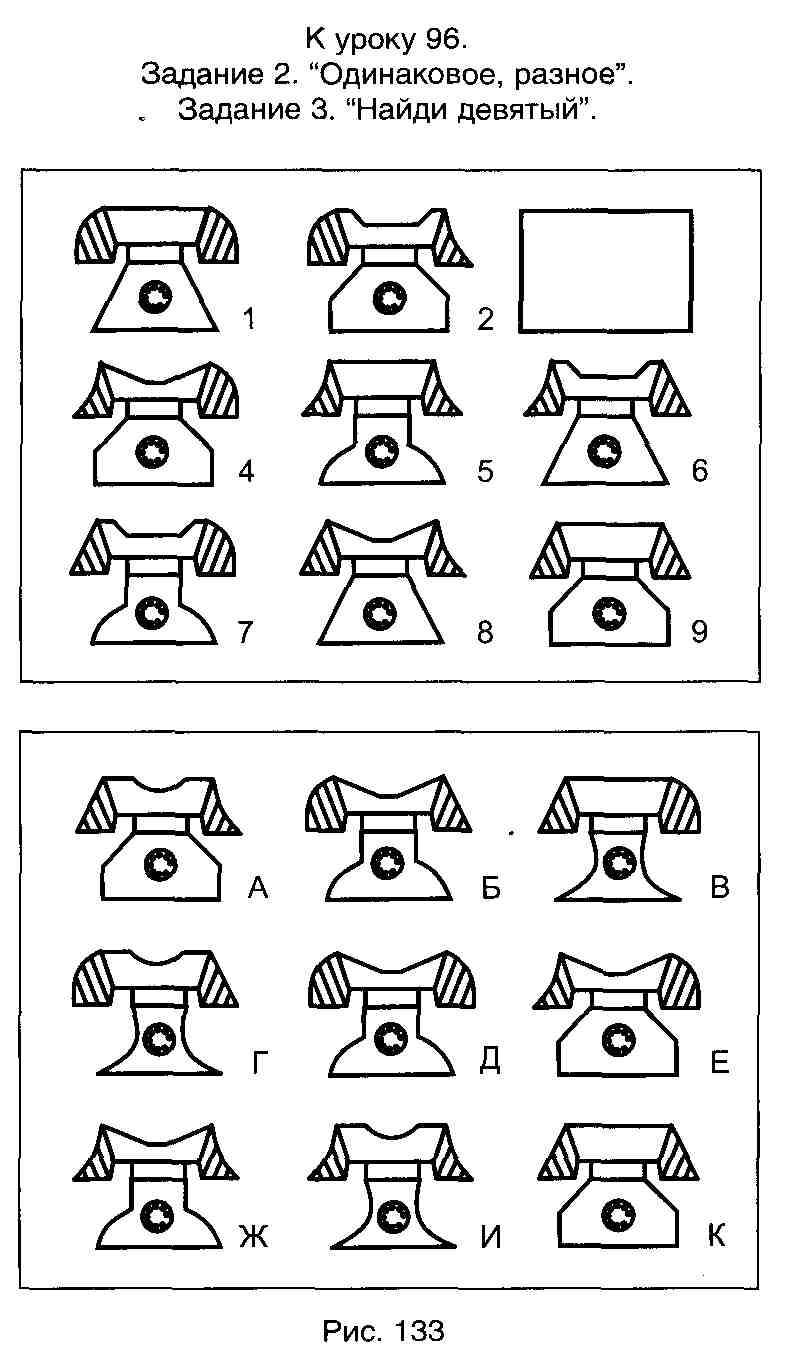 К уроку 96.
Задание 2. “Одинаковое, разное”.
Задание 3. “Найди девятый”.
1
2
4
5
6
7
8
9
А
Б
В
Г
Д
Е
Ж
И
К
Рис. 133